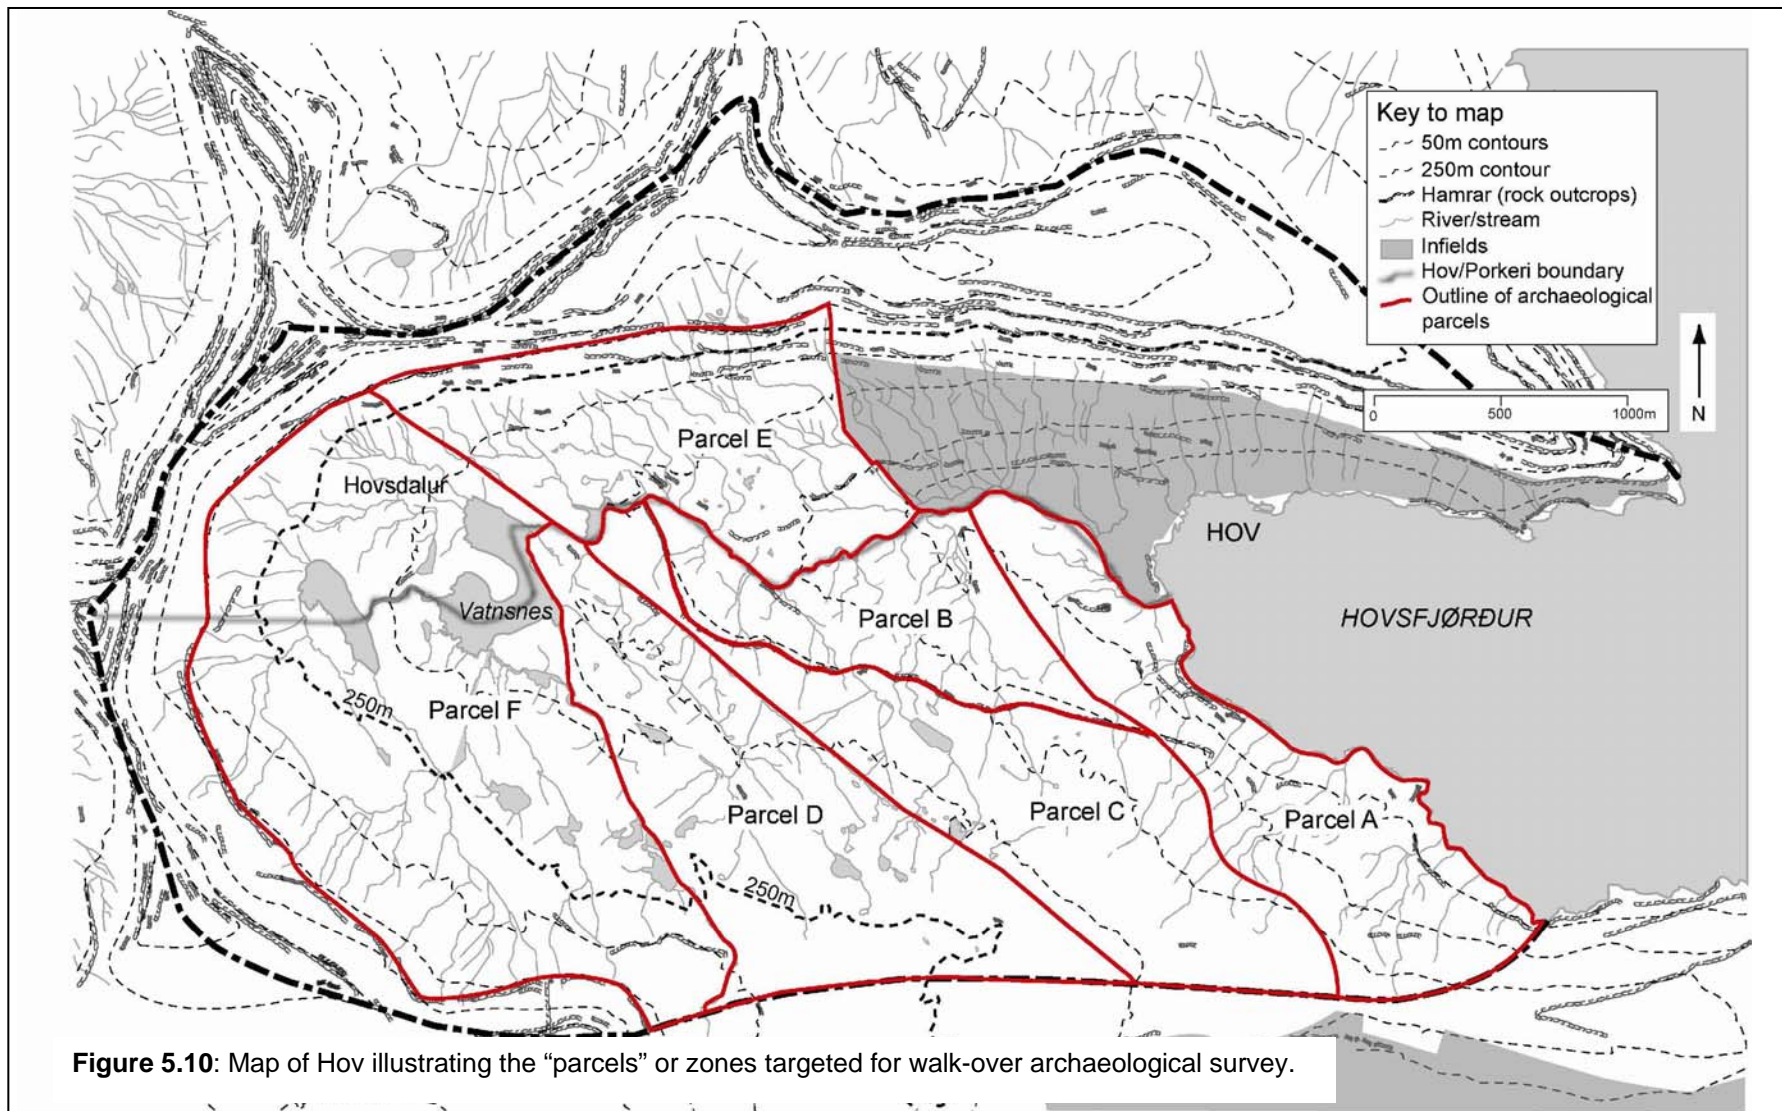 Key to map
50m contours
250m contour
Hamrar (rock outcrops)
River/stream
Infields
Hov/Porkeri boundary
Outline of archaeological
parcels
0 500 1000m
N
Parcel E
Hovsdalur
HOV
Vatnsnes
Parcel B
HOVSFJØRÐUR
250m
Parcel F
Parcel D
Parcel C
Parcel A
250m
Figure 5.10: Map of Hov illustrating the “parcels” or zones targeted for walk-over archaeological survey.